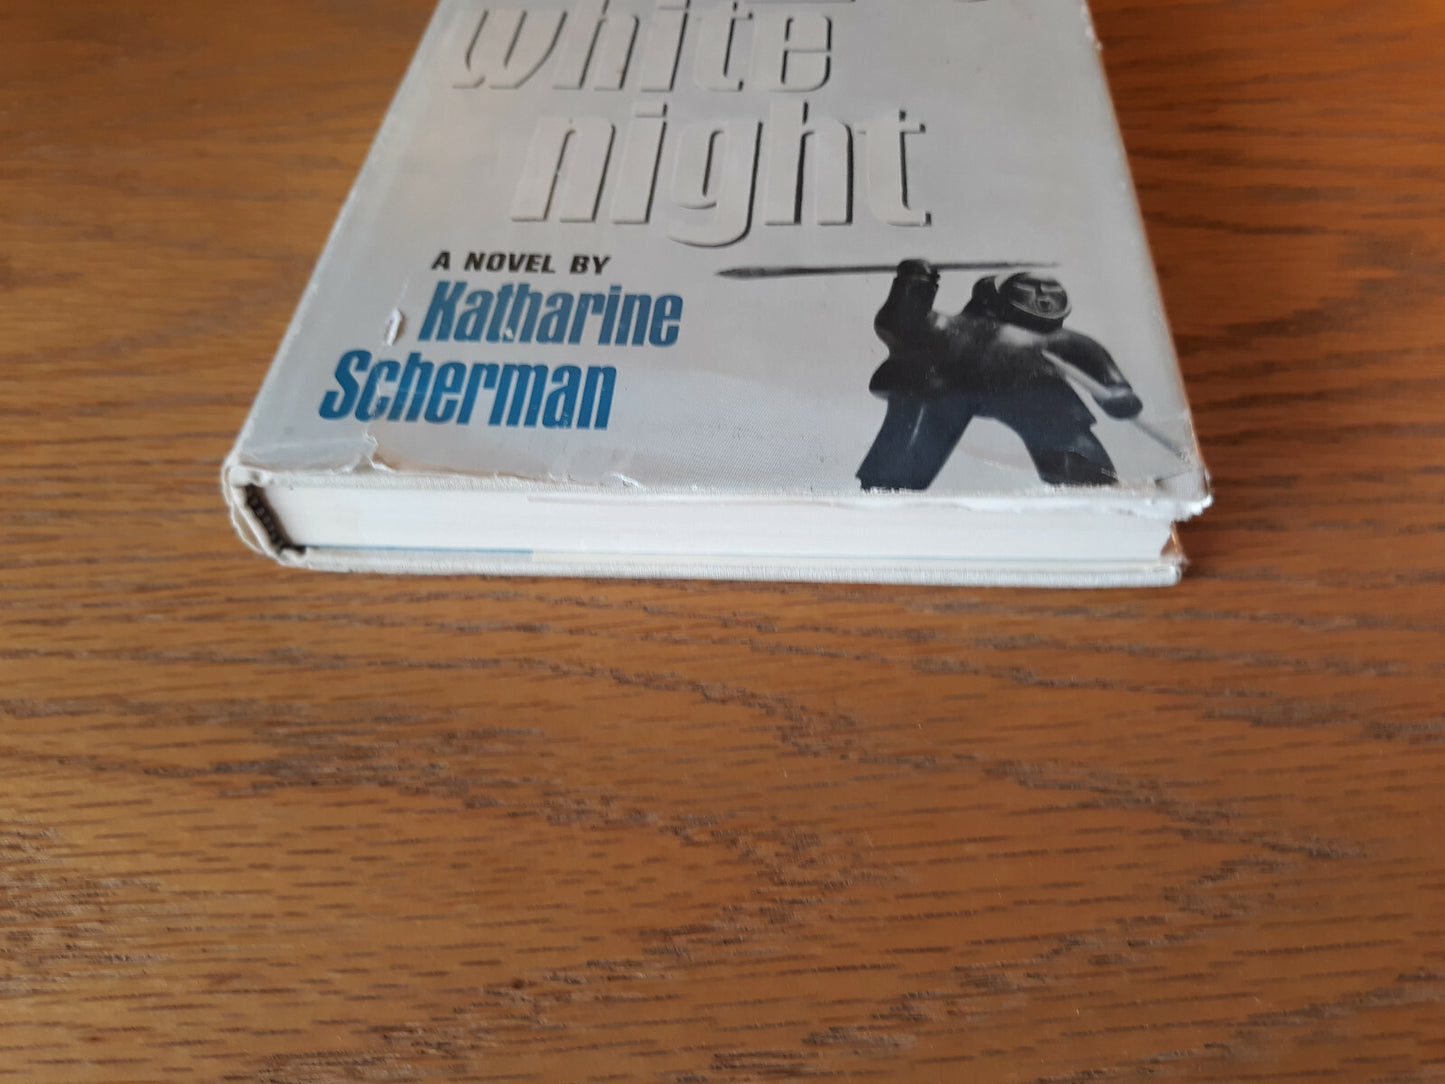 white
night
A NOVEL BY
Katharine
Scherman